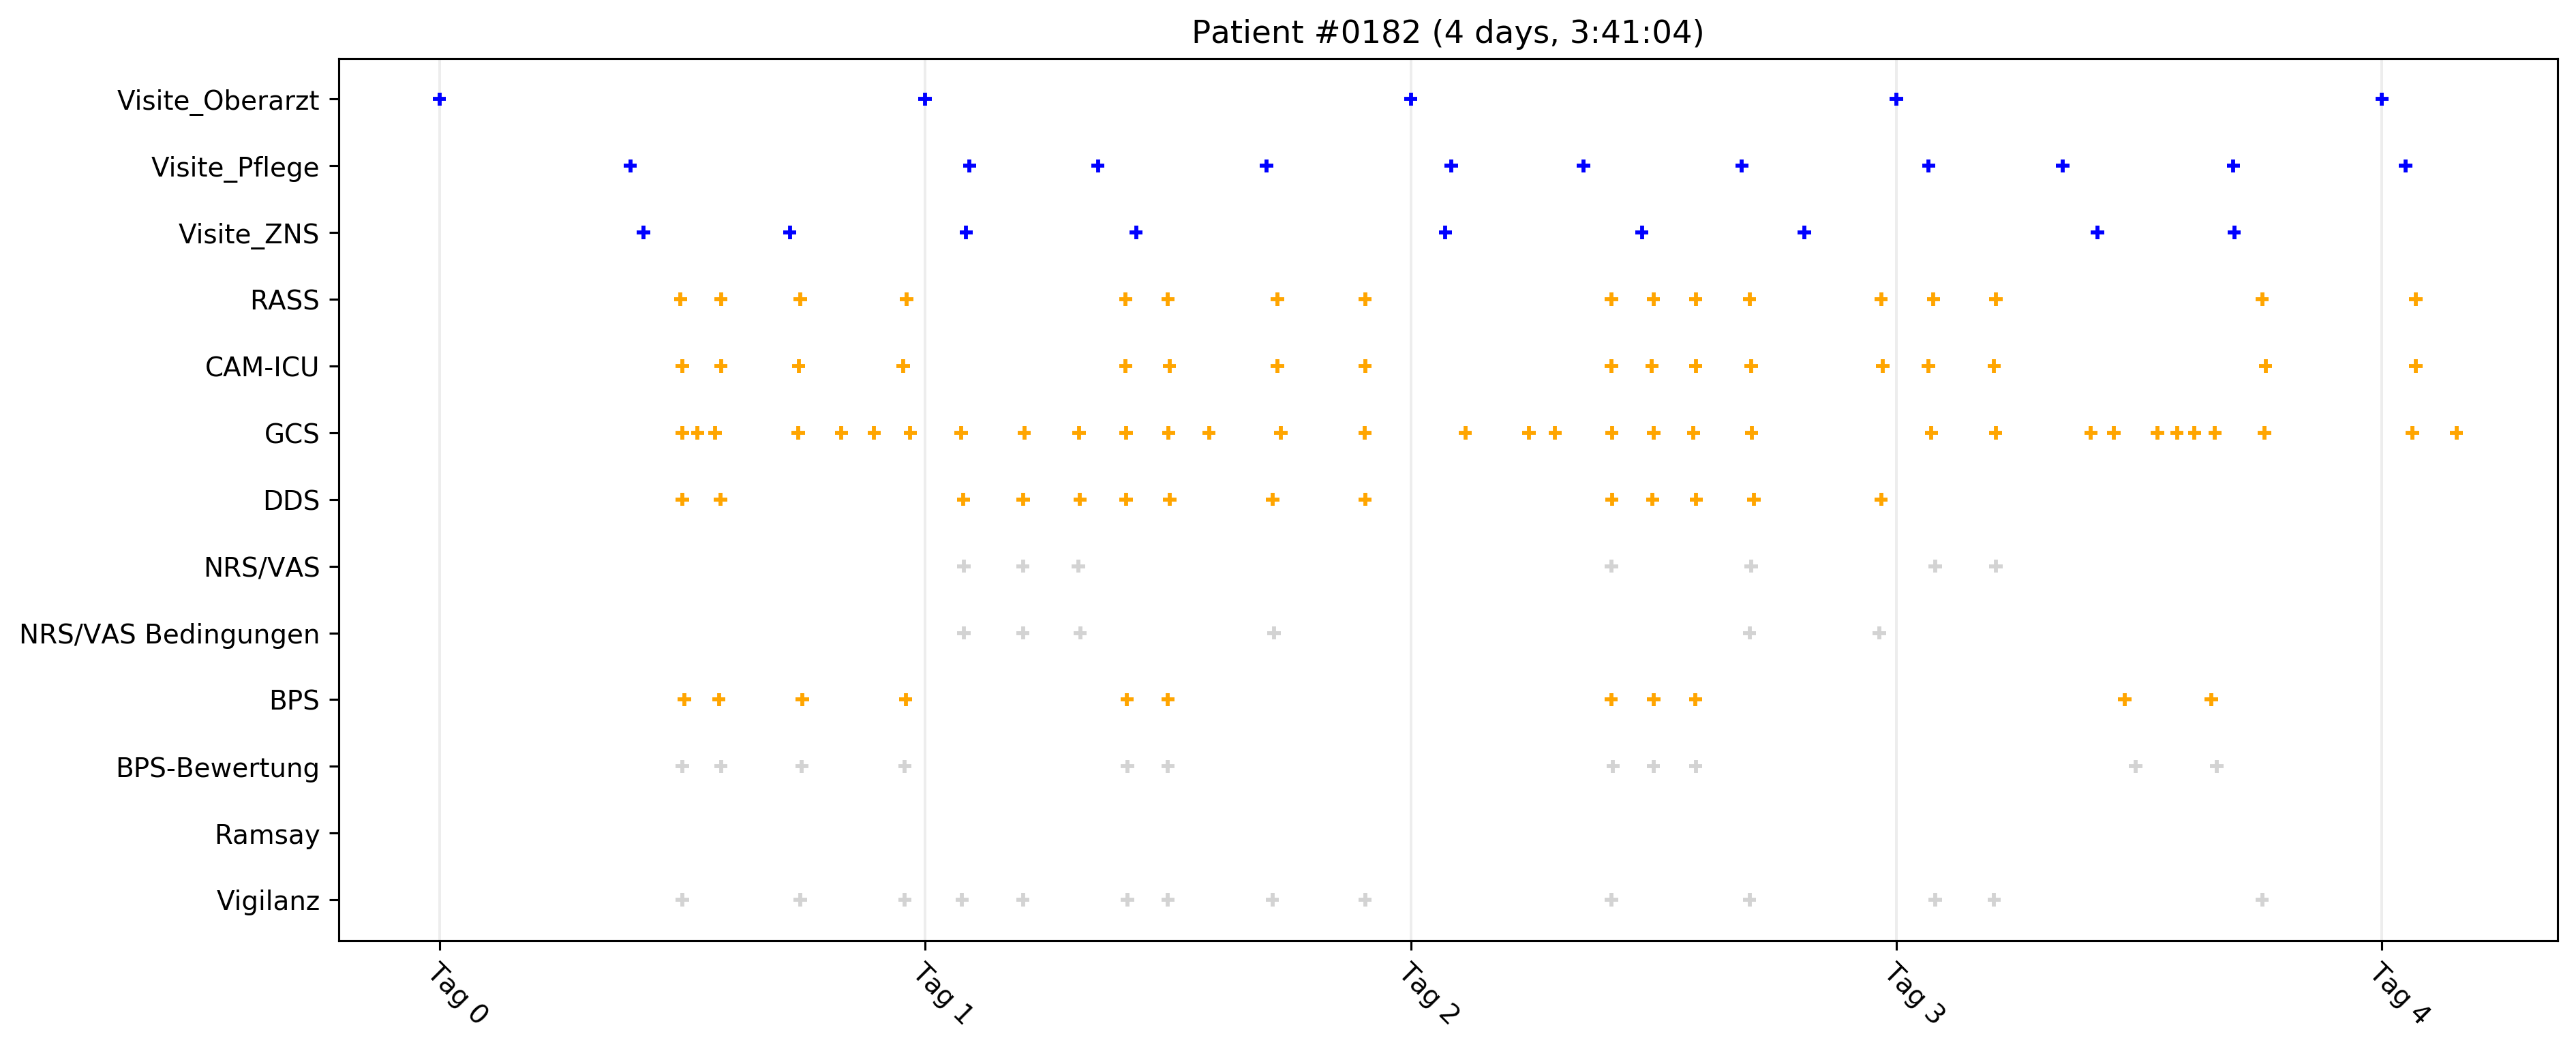 Patient #0182 (4 days, 3:41:04)
Visite_Oberarzt
Visite_Pflege
Visite_ZNS
RASS
CAM-ICU
GCS
DDS
NRS/VAS
NRS/VAS Bedingungen
BPS
BPS-Bewertung
Ramsay
Vigilanz
Tag 0
Tag 1
Tag 2
Tag 3
Tag 4